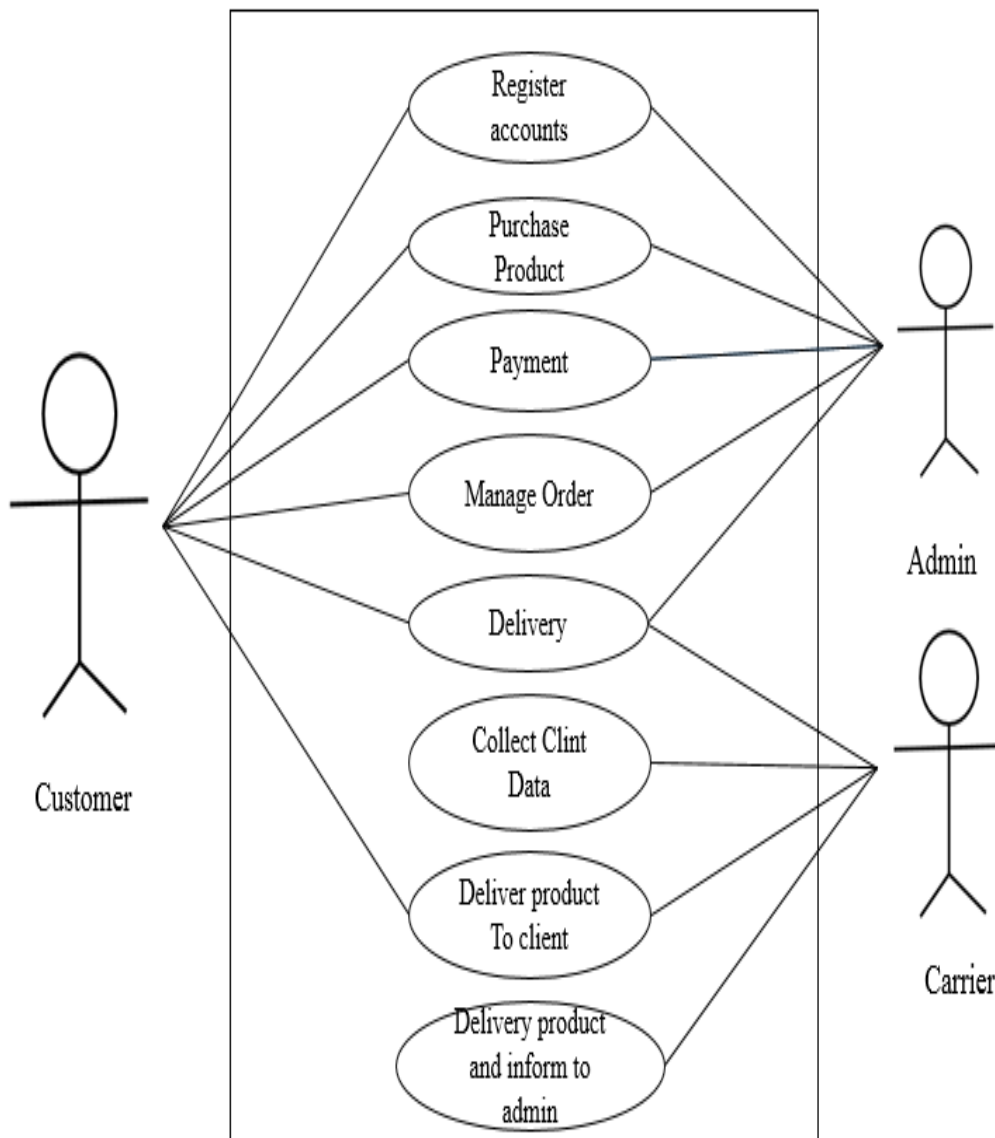 Register
accounts
Purchase
Product
Payment
Manage Order
Delivery
Collect Clint
Data
Deliver product
To client
Delivery product
and inform to
admin
Customer
Admin
Carrier